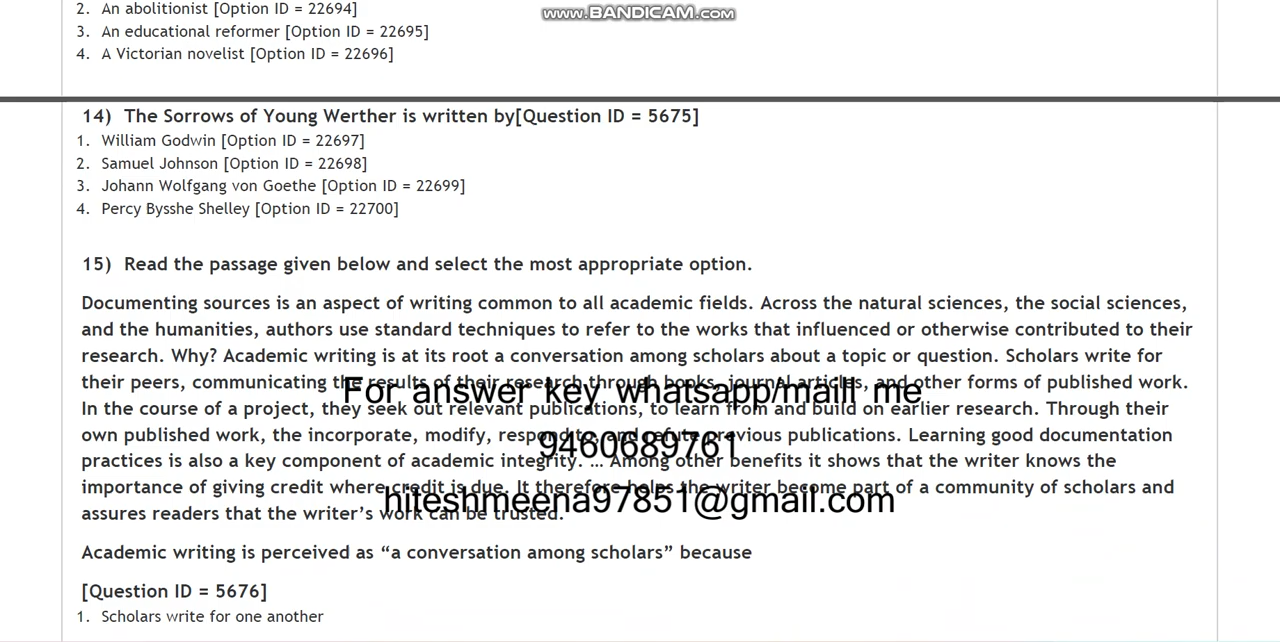 2. An abolitionist [Option ID = 22694]
www.BANDICAM.com
3. An educational reformer [Option ID = 22695]
4. A Victorian novelist [Option ID = 22696]
14) The Sorrows of Young Werther is written by[Question ID = 5675]
1. William Godwin [Option ID = 22697]
2. Samuel Johnson [Option ID = 22698]
3. Johann Wolfgang von Goethe [Option ID = 22699]
4. Percy Bysshe Shelley [Option ID = 22700]
15) Read the passage given below and select the most appropriate option.
Documenting sources is an aspect of writing common to all academic fields. Across the natural sciences, the social sciences,
and the humanities, authors use standard techniques to refer to the works that influenced or otherwise contributed to their
research. Why? Academic writing is at its root a conversation among scholars about a topic or question. Scholars write for
their peers, communicating the results of their research through books, journal articles, and other forms of published work.
For answer key whatsapp/maill me
In the course of a project, they seek out relevant publications, to learn from and build on earlier research. Through their
own published work, the incorporate, modify, respond to, and refute previous publications. Learning good documentation
9460689761
practices is also a key component of academic integrity. ... Among other benefits it shows that the writer knows the
importance of giving credit where credit is due. It therefore helps the writer become part of a community of scholars and
hiteshmeena97851@gmail.com
assures readers that the writer's work can be trusted.
Academic writing is perceived as “a conversation among scholars” because
[Question ID = 5676]
1. Scholars write for one another